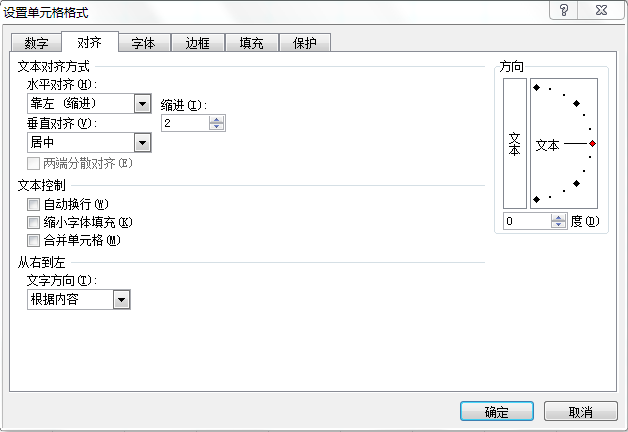 设置单元格格式
数字 对齐 字体 边框 填充 保护
文本对齐方式
水平对齐(H):
靠左 (缩进)
缩进(I):
2
垂直对齐(V):
居中
两端分散对齐(E)
文本控制
自动换行(W)
缩小字体填充(K)
合并单元格(M)
从右到左
文字方向(T):
根据内容
方向
文本
文本
0 度(D)
确定 取消